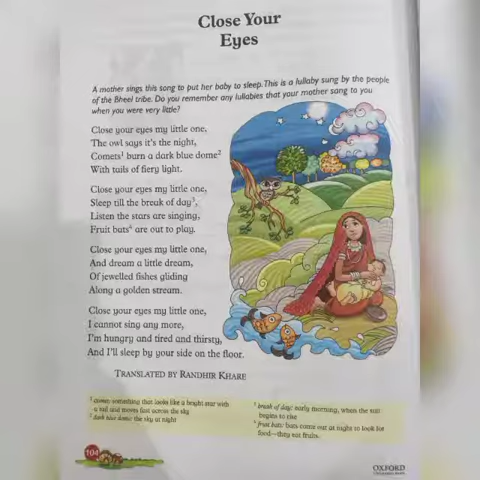 Close Your
Eyes
A mother sings this song to put her baby to sleep. This is a lullaby sung by the people
of the Bheel tribe. Do you remember any lullabies that your mother sang to you
when you were very little?
Close your eyes my little one,
The owl says it's the night,
Comets¹ burn a dark blue dome²
With tails of fiery light.
Close your eyes my little one,
Sleep till the break of day³,
Listen the stars are singing,
Fruit bats⁴ are out to play.
Close your eyes my little one,
And dream a little dream,
Of jewelled fishes gliding
Along a golden stream.
Close your eyes my little one,
I cannot sing any more,
I'm hungry and tired and thirsty,
And I'll sleep by your side on the floor.
TRANSLATED BY RANDHIR KHARE
¹ comet: something that looks like a bright star with
a tail and moves fast across the sky
² dark blue dome: the sky at night
³ break of day: early morning, when the sun
begins to rise
⁴ fruit bats: bats come out at night to look for
food—they eat fruits.
104
OXFORD